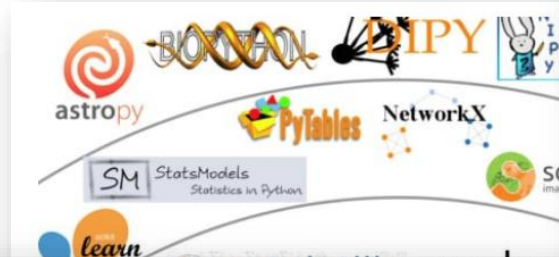 astropy
BIOPYTHON
DIPY
PyTables
NetworkX
SM StatsModels
Statistics in Python
learn